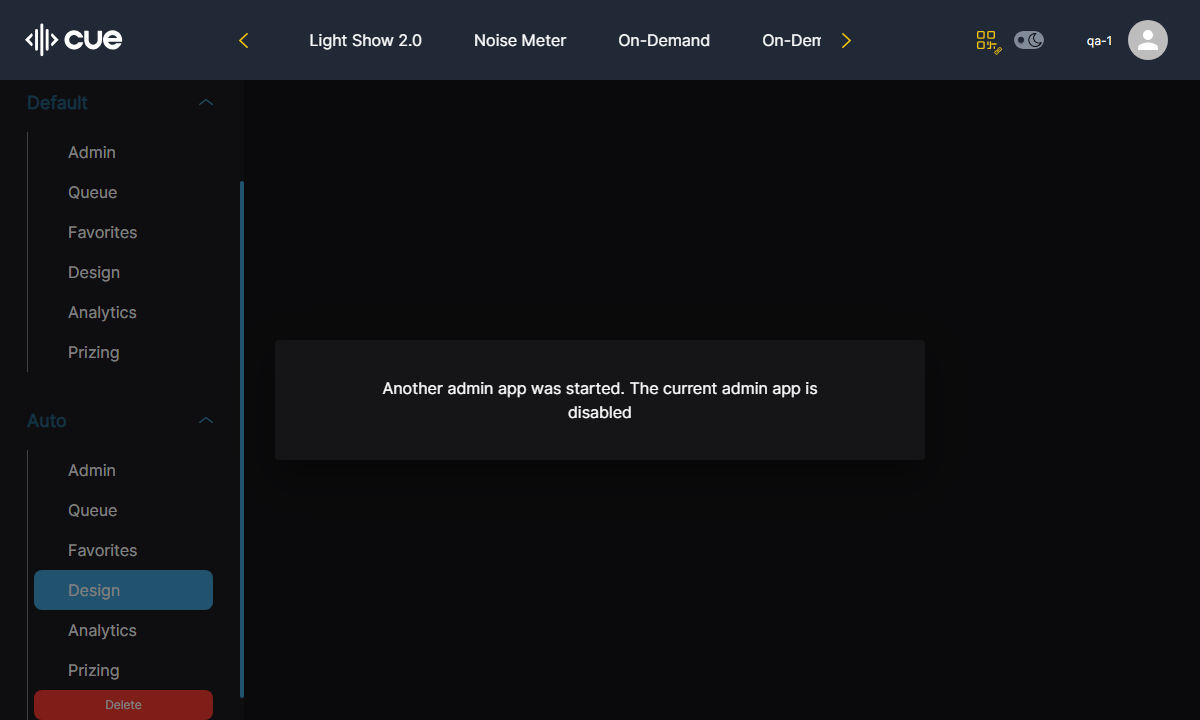 cue
Light Show 2.0
Noise Meter
On-Demand
On-Dem
qa-1
Default
Admin
Queue
Favorites
Design
Analytics
Prizing
Another admin app was started. The current admin app is
disabled
Auto
Admin
Queue
Favorites
Design
Analytics
Prizing
Delete